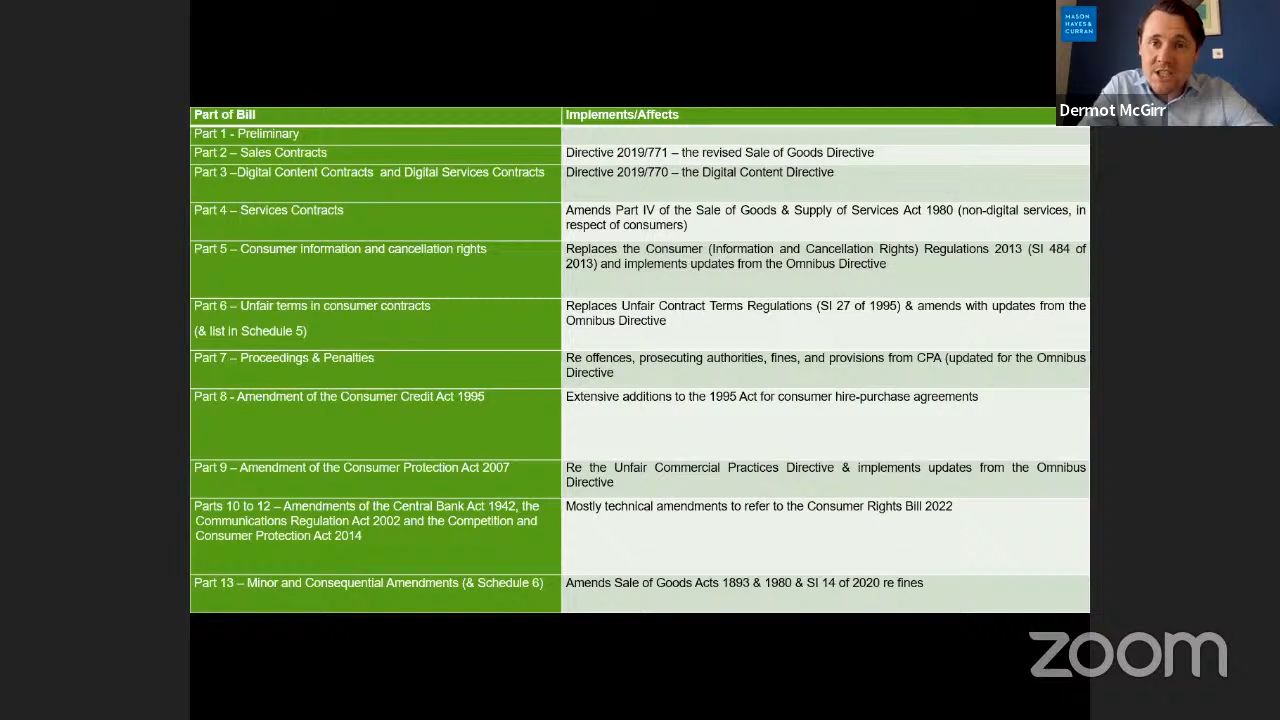 MASON
HAYES &
CURRAN
Dermot McGirr
Part of Bill
Implements/Affects
Part 1 - Preliminary
Part 2 – Sales Contracts
Directive 2019/771 – the revised Sale of Goods Directive
Part 3 –Digital Content Contracts and Digital Services Contracts
Directive 2019/770 – the Digital Content Directive
Part 4 – Services Contracts
Amends Part IV of the Sale of Goods & Supply of Services Act 1980 (non-digital services, in
respect of consumers)
Part 5 – Consumer information and cancellation rights
Replaces the Consumer (Information and Cancellation Rights) Regulations 2013 (SI 484 of
2013) and implements updates from the Omnibus Directive
Part 6 – Unfair terms in consumer contracts
(& list in Schedule 5)
Replaces Unfair Contract Terms Regulations (SI 27 of 1995) & amends with updates from the
Omnibus Directive
Part 7 – Proceedings & Penalties
Re offences, prosecuting authorities, fines, and provisions from CPA (updated for the Omnibus
Directive
Part 8 - Amendment of the Consumer Credit Act 1995
Extensive additions to the 1995 Act for consumer hire-purchase agreements
Part 9 – Amendment of the Consumer Protection Act 2007
Re the Unfair Commercial Practices Directive & implements updates from the Omnibus
Directive
Parts 10 to 12 – Amendments of the Central Bank Act 1942, the
Communications Regulation Act 2002 and the Competition and
Consumer Protection Act 2014
Mostly technical amendments to refer to the Consumer Rights Bill 2022
Part 13 – Minor and Consequential Amendments (& Schedule 6)
Amends Sale of Goods Acts 1893 & 1980 & SI 14 of 2020 re fines
zoom